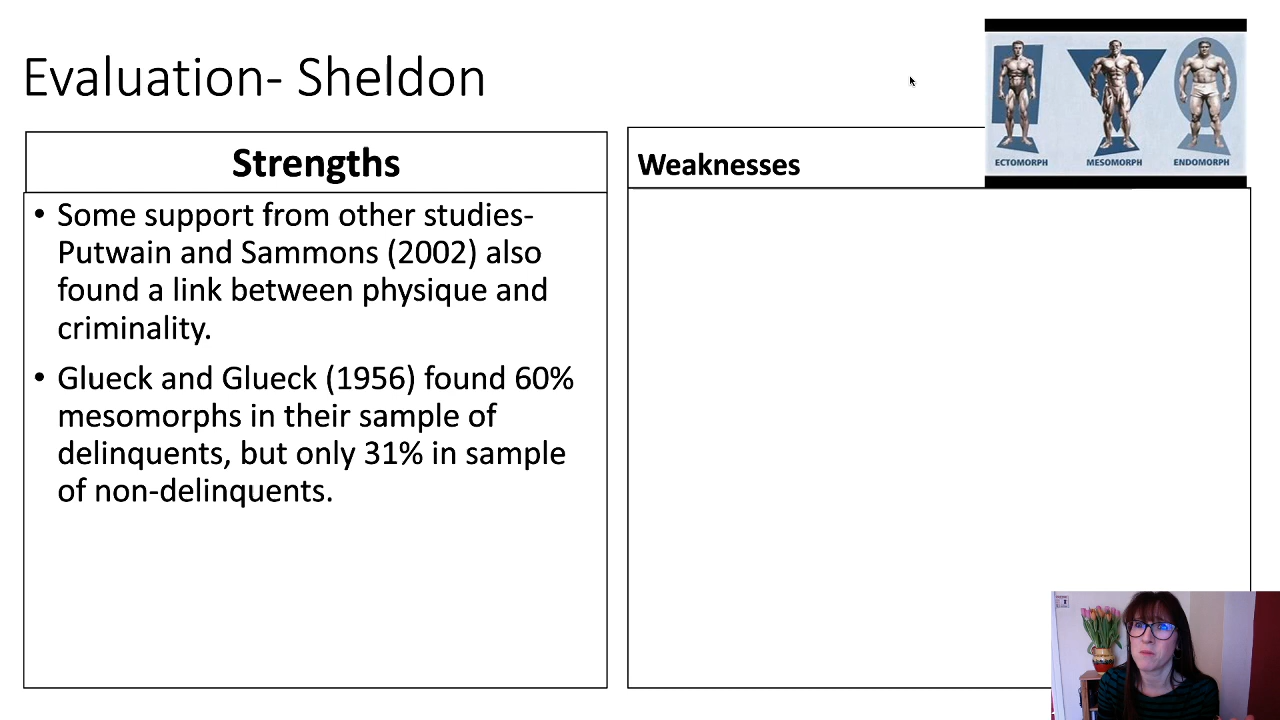 Evaluation- Sheldon
Strengths
• Some support from other studies-
Putwain and Sammons (2002) also
found a link between physique and
criminality.
• Glueck and Glueck (1956) found 60%
mesomorphs in their sample of
delinquents, but only 31% in sample
of non-delinquents.
Weaknesses
ECTOMORPH
MESOMORPH
ENDOMORPH